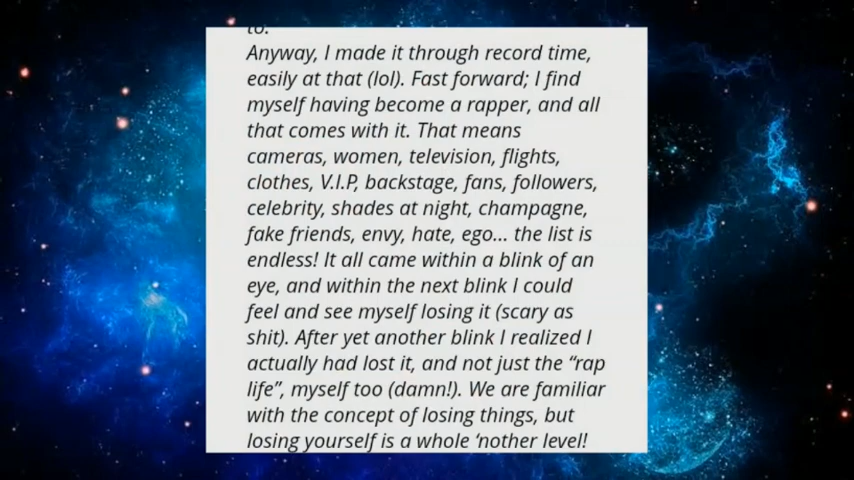 to.
Anyway, I made it through record time,
easily at that (lol). Fast forward; I find
myself having become a rapper, and all
that comes with it. That means
cameras, women, television, flights,
clothes, V.I.P, backstage, fans, followers,
celebrity, shades at night, champagne,
fake friends, envy, hate, ego... the list is
endless! It all came within a blink of an
eye, and within the next blink I could
feel and see myself losing it (scary as
shit). After yet another blink I realized I
actually had lost it, and not just the “rap
life”, myself too (damn!). We are familiar
with the concept of losing things, but
losing yourself is a whole ‘nother level!